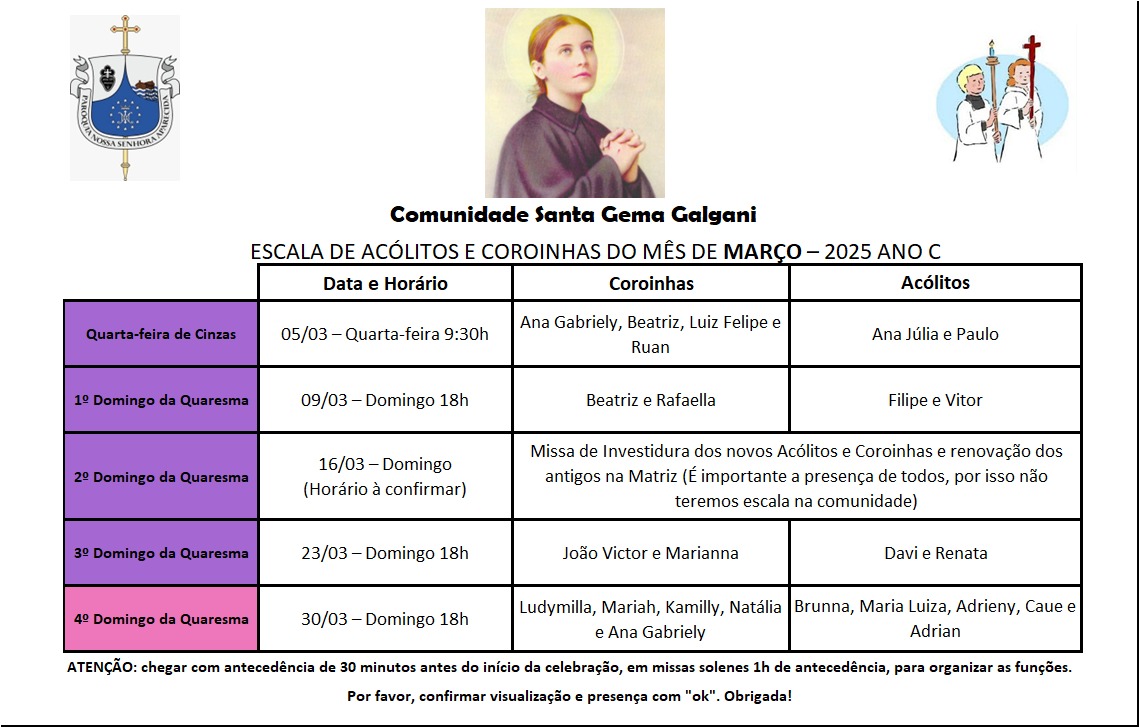 PARÓQUIA NOSSA SENHORA APARECIDA
Comunidade Santa Gema Galgani
ESCALA DE ACÓLITOS E COROINHAS DO MÊS DE MARÇO – 2025 ANO C
Data e Horário
Coroinhas
Acólitos
Quarta-feira de Cinzas
05/03 – Quarta-feira 9:30h
Ana Gabriely, Beatriz, Luiz Felipe e
Ruan
Ana Júlia e Paulo
1º Domingo da Quaresma
09/03 – Domingo 18h
Beatriz e Rafaella
Filipe e Vitor
2º Domingo da Quaresma
16/03 – Domingo
(Horário à confirmar)
Missa de Investidura dos novos Acólitos e Coroinhas e renovação dos
antigos na Matriz (É importante a presença de todos, por isso não
teremos escala na comunidade)
3º Domingo da Quaresma
23/03 – Domingo 18h
João Victor e Marianna
Davi e Renata
4º Domingo da Quaresma
30/03 – Domingo 18h
Ludymilla, Mariah, Kamilly, Natália
e Ana Gabriely
Brunna, Maria Luiza, Adrieny, Caue e
Adrian
ATENÇÃO: chegar com antecedência de 30 minutos antes do início da celebração, em missas solenes 1h de antecedência, para organizar as funções.
Por favor, confirmar visualização e presença com "ok". Obrigada!